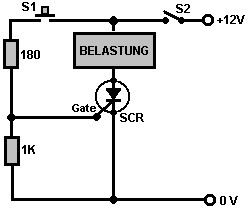 S1
S2
+12V
180
BELASTUNG
Gate
SCR
1K
0 V